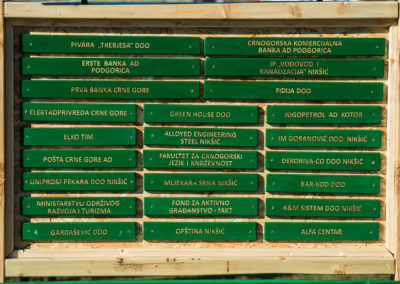 PIVARA „TREBJESA" DOO
CRNOGORSKA KOMERCIJALNA
BANKA AD PODGORICA
ERSTE BANKA AD
PODGORICA
JP „VODOVOD I
KANALIZACIJA" NIKŠIĆ
PRVA BANKA CRNE GORE
FIDIJA DOO
ELEKTROPRIVREDA CRNE GORE
GREEN HOUSE DOO
JUGOPETROL AD KOTOR
ELKO TIM
ALLOYED ENGINEERING
STEEL NIKŠIĆ
IM GORANOVIĆ DOO NIKŠIĆ
POŠTA CRNE GORE AD
FAKULTET ZA CRNOGORSKI
JEZIK I KNJIŽEVNOST
DEKORIVA-CO DOO NIKŠIĆ
UNIPROM PEKARA DOO NIKŠIĆ
MLJEKARA SRNA NIKŠIĆ
BAR-KOD DOO
MINISTARSTVU ODRŽIVOG
RAZVOJA I TURIZMA
FOND ZA AKTIVNO
GRAĐANSTVO - fAKT
K&M SISTEM DOO NIKŠIĆ
GARDAŠEVIĆ DOO
OPŠTINA NIKŠIĆ
ALFA CENTAR